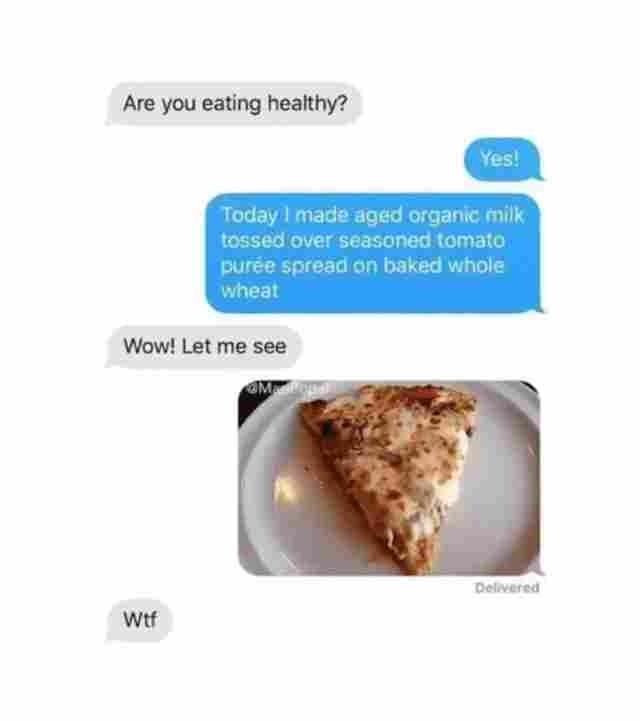 Are you eating healthy?
Yes!
Today I made aged organic milk
tossed over seasoned tomato
purée spread on baked whole
wheat
Wow! Let me see
Delivered
Wtf